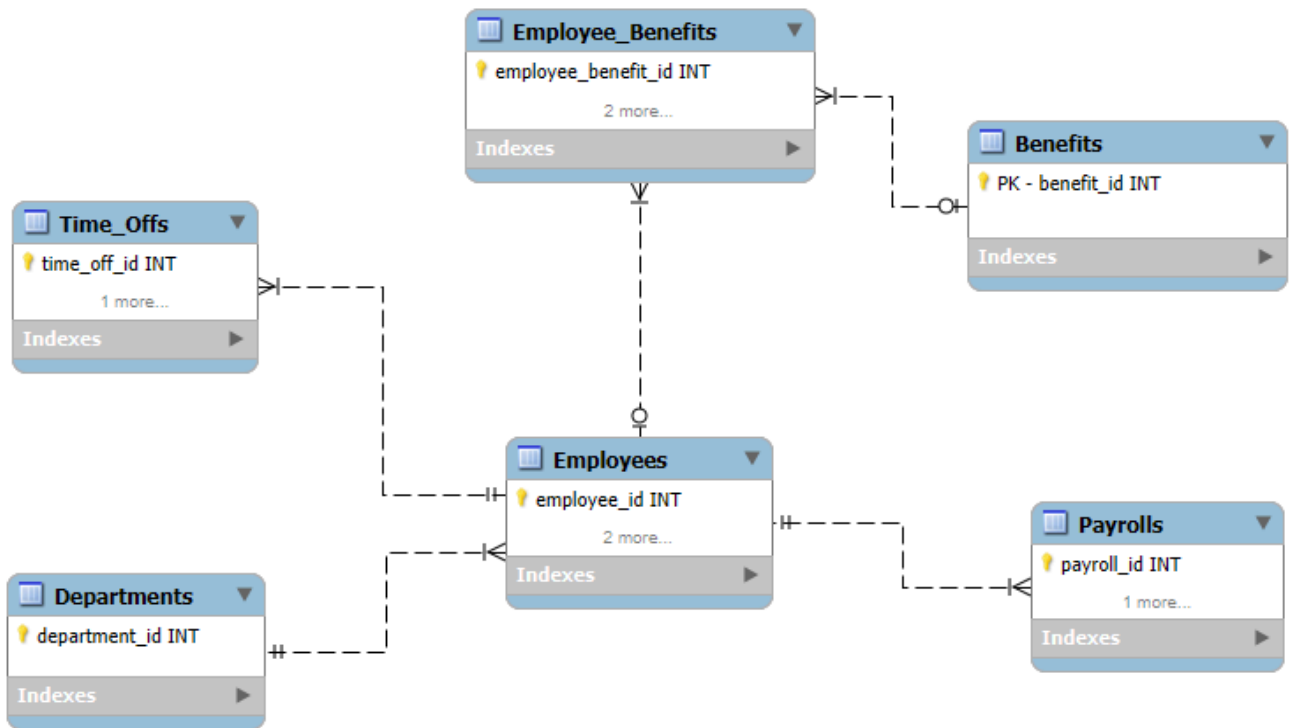 Employee_Benefits
employee_benefit_id INT
2 more...
Indexes
Benefits
PK - benefit_id INT
Indexes
Time_Offs
time_off_id INT
1 more...
Indexes
Employees
employee_id INT
2 more...
Indexes
Payrolls
payroll_id INT
1 more...
Indexes
Departments
department_id INT
Indexes